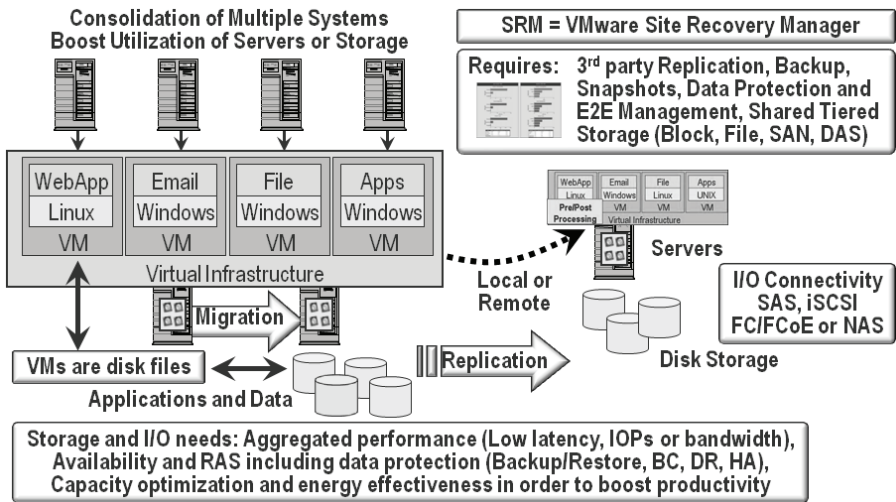 Consolidation of Multiple Systems
Boost Utilization of Servers or Storage
SRM = VMware Site Recovery Manager
Requires: 3rd party Replication, Backup,
Snapshots, Data Protection and
E2E Management, Shared Tiered
Storage (Block, File, SAN, DAS)
WebApp
Linux
VM
Email
Windows
VM
File
Windows
VM
Apps
Windows
VM
Virtual Infrastructure
WebApp
Linux
Email
Windows
VM
File
Linux
VM
Apps
UNIX
VM
Pre/Post
Processing
Virtual Infrastructure
Servers
Local or
Remote
I/O Connectivity
SAS, iSCSI
FC/FCoE or NAS
Migration
Replication
Disk Storage
VMs are disk files
Applications and Data
Storage and I/O needs: Aggregated performance (Low latency, IOPs or bandwidth),
Availability and RAS including data protection (Backup/Restore, BC, DR, HA),
Capacity optimization and energy effectiveness in order to boost productivity